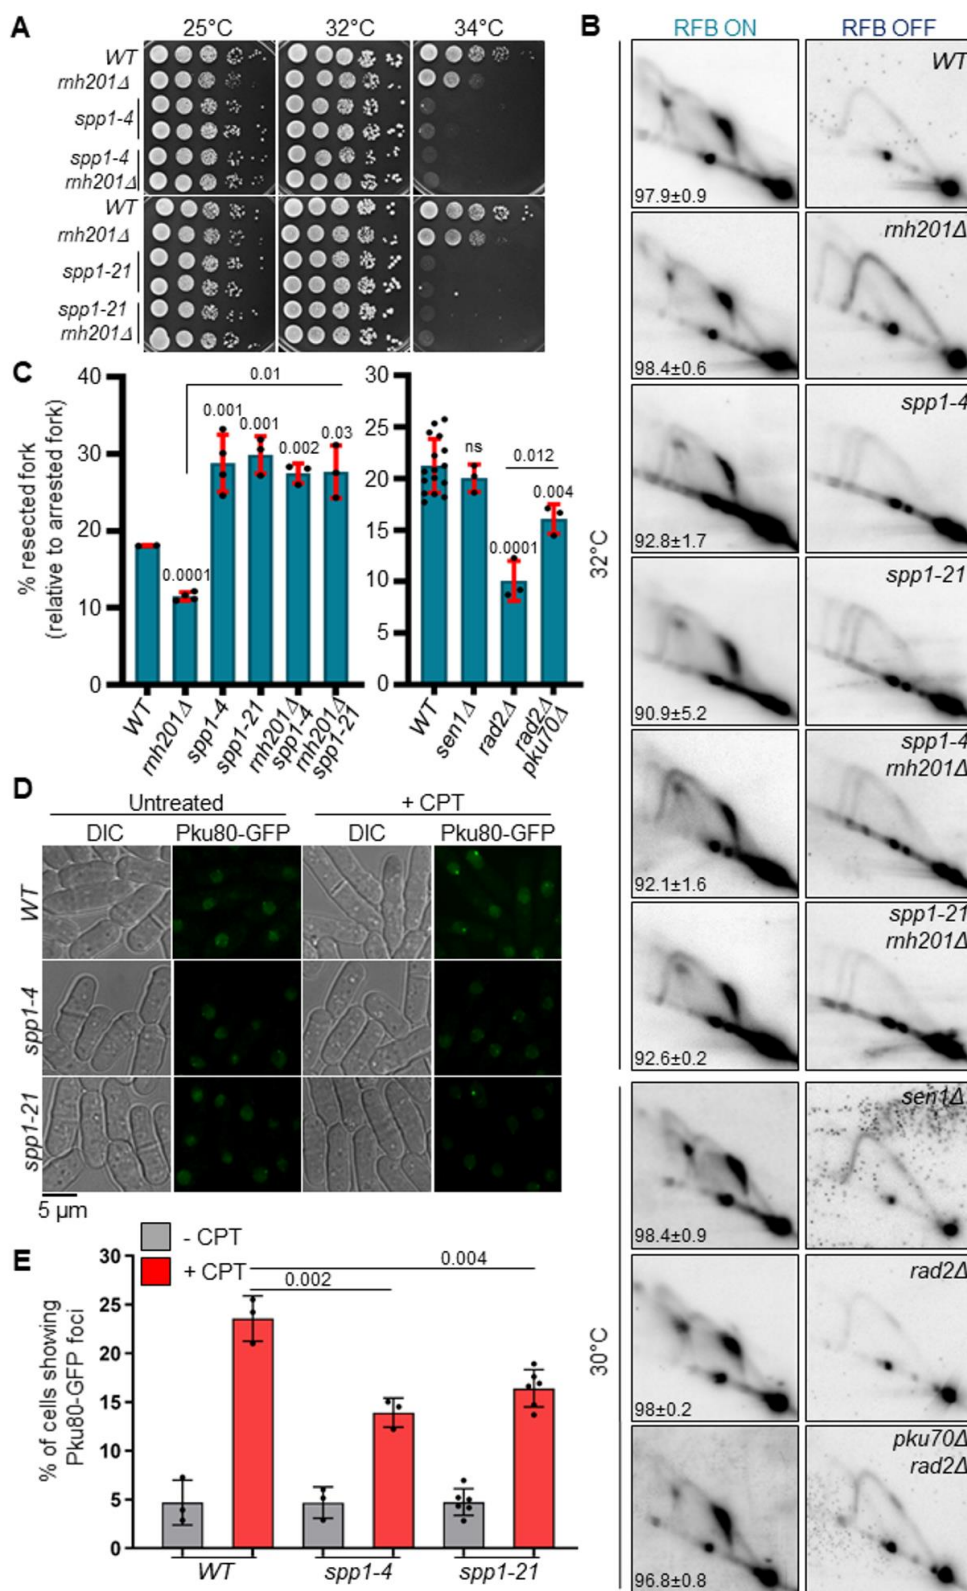 A
25°C 32°C 34°C
WT
rnh201Δ
spp1-4
spp1-4
rnh201Δ
WT
rnh201Δ
spp1-21
spp1-21
rnh201Δ
B
RFB ON RFB OFF
32°C
WT
97.9±0.9
rnh201Δ
98.4±0.6
spp1-4
92.8±1.7
spp1-21
90.9±5.2
spp1-4
rnh201Δ
92.1±1.6
spp1-21
rnh201Δ
92.6±0.2
30°C
sen1Δ
98.4±0.9
rad2Δ
98±0.2
pku70Δ
rad2Δ
96.8±0.8
C
% resected fork
(relative to arrested fork)
40
30
20
10
0
0.01
0.0001
0.001
0.001
0.002
0.03
WT
rnh201Δ
spp1-4
spp1-21
rnh201Δ
spp1-4
rnh201Δ
spp1-21
30
25
20
15
10
5
0
ns
0.012
0.0001
0.004
WT
sen1Δ
rad2Δ
rad2Δ
pku70Δ
D
Untreated + CPT
DIC Pku80-GFP DIC Pku80-GFP
WT
spp1-4
spp1-21
5 µm
E
- CPT
+ CPT
% of cells showing
Pku80-GFP foci
30
25
20
15
10
5
0
0.002
0.004
WT spp1-4 spp1-21